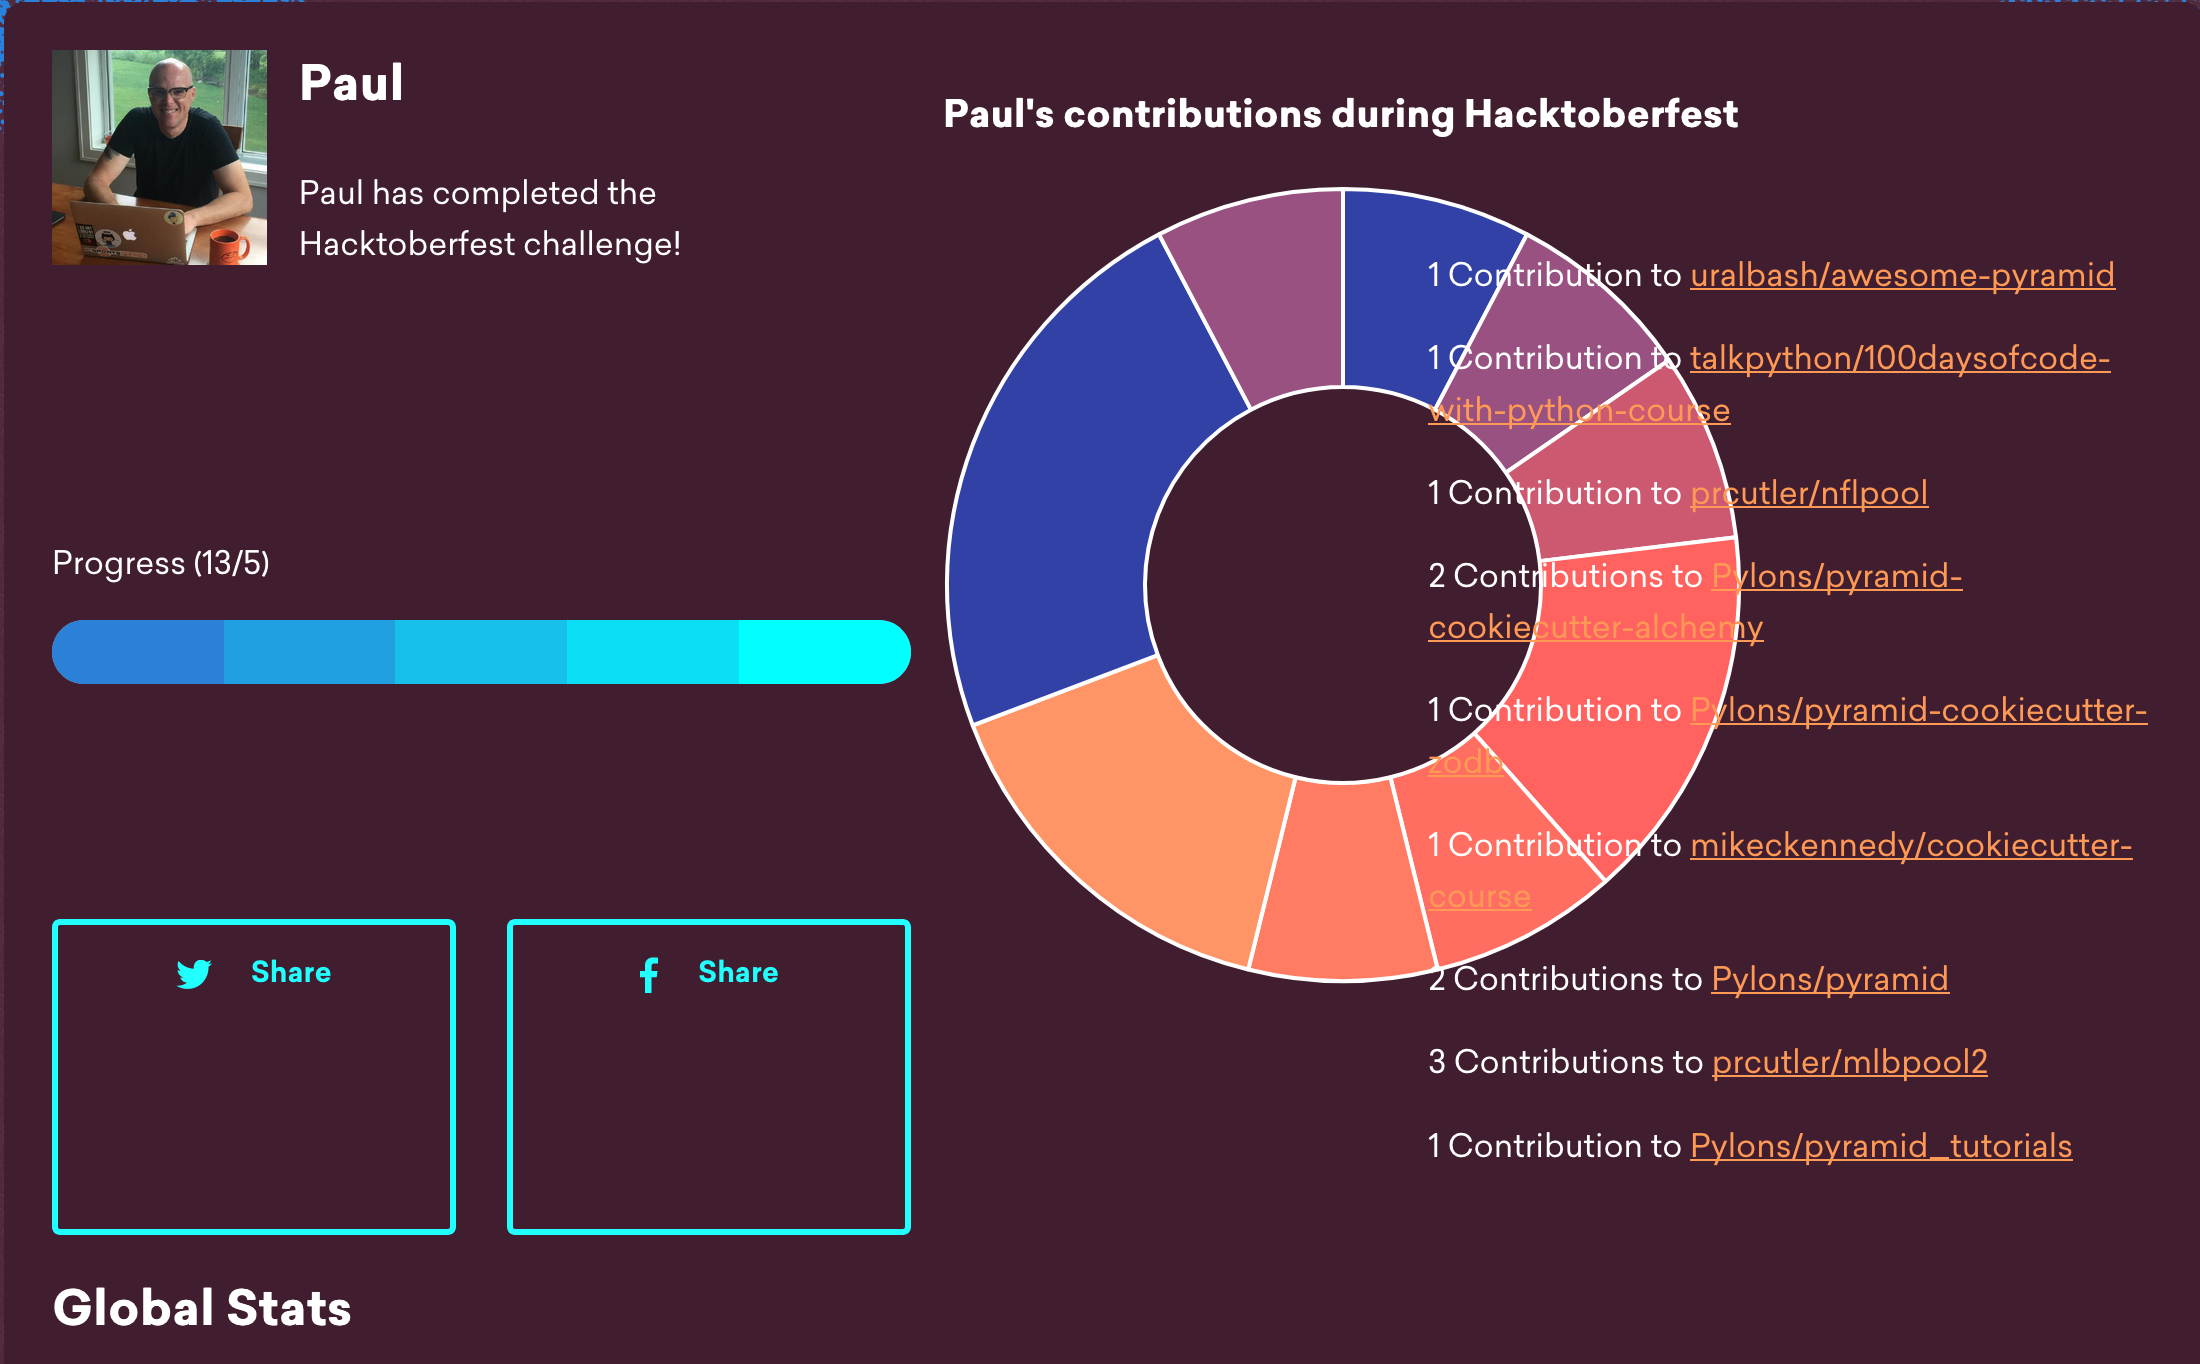 Paul
Paul has completed the
Hacktoberfest challenge!
Progress (13/5)
Share
Share
Global Stats
Paul's contributions during Hacktoberfest
1 Contribution to uralbash/awesome-pyramid
1 Contribution to talkpython/100daysofcode-
with-python-course
1 Contribution to prcutler/nflpool
2 Contributions to Pylons/pyramid-
cookiecutter-alchemy
1 Contribution to Pylons/pyramid-cookiecutter-
zodb
1 Contribution to mikeckennedy/cookiecutter-
course
2 Contributions to Pylons/pyramid
3 Contributions to prcutler/mlbpool2
1 Contribution to Pylons/pyramid_tutorials